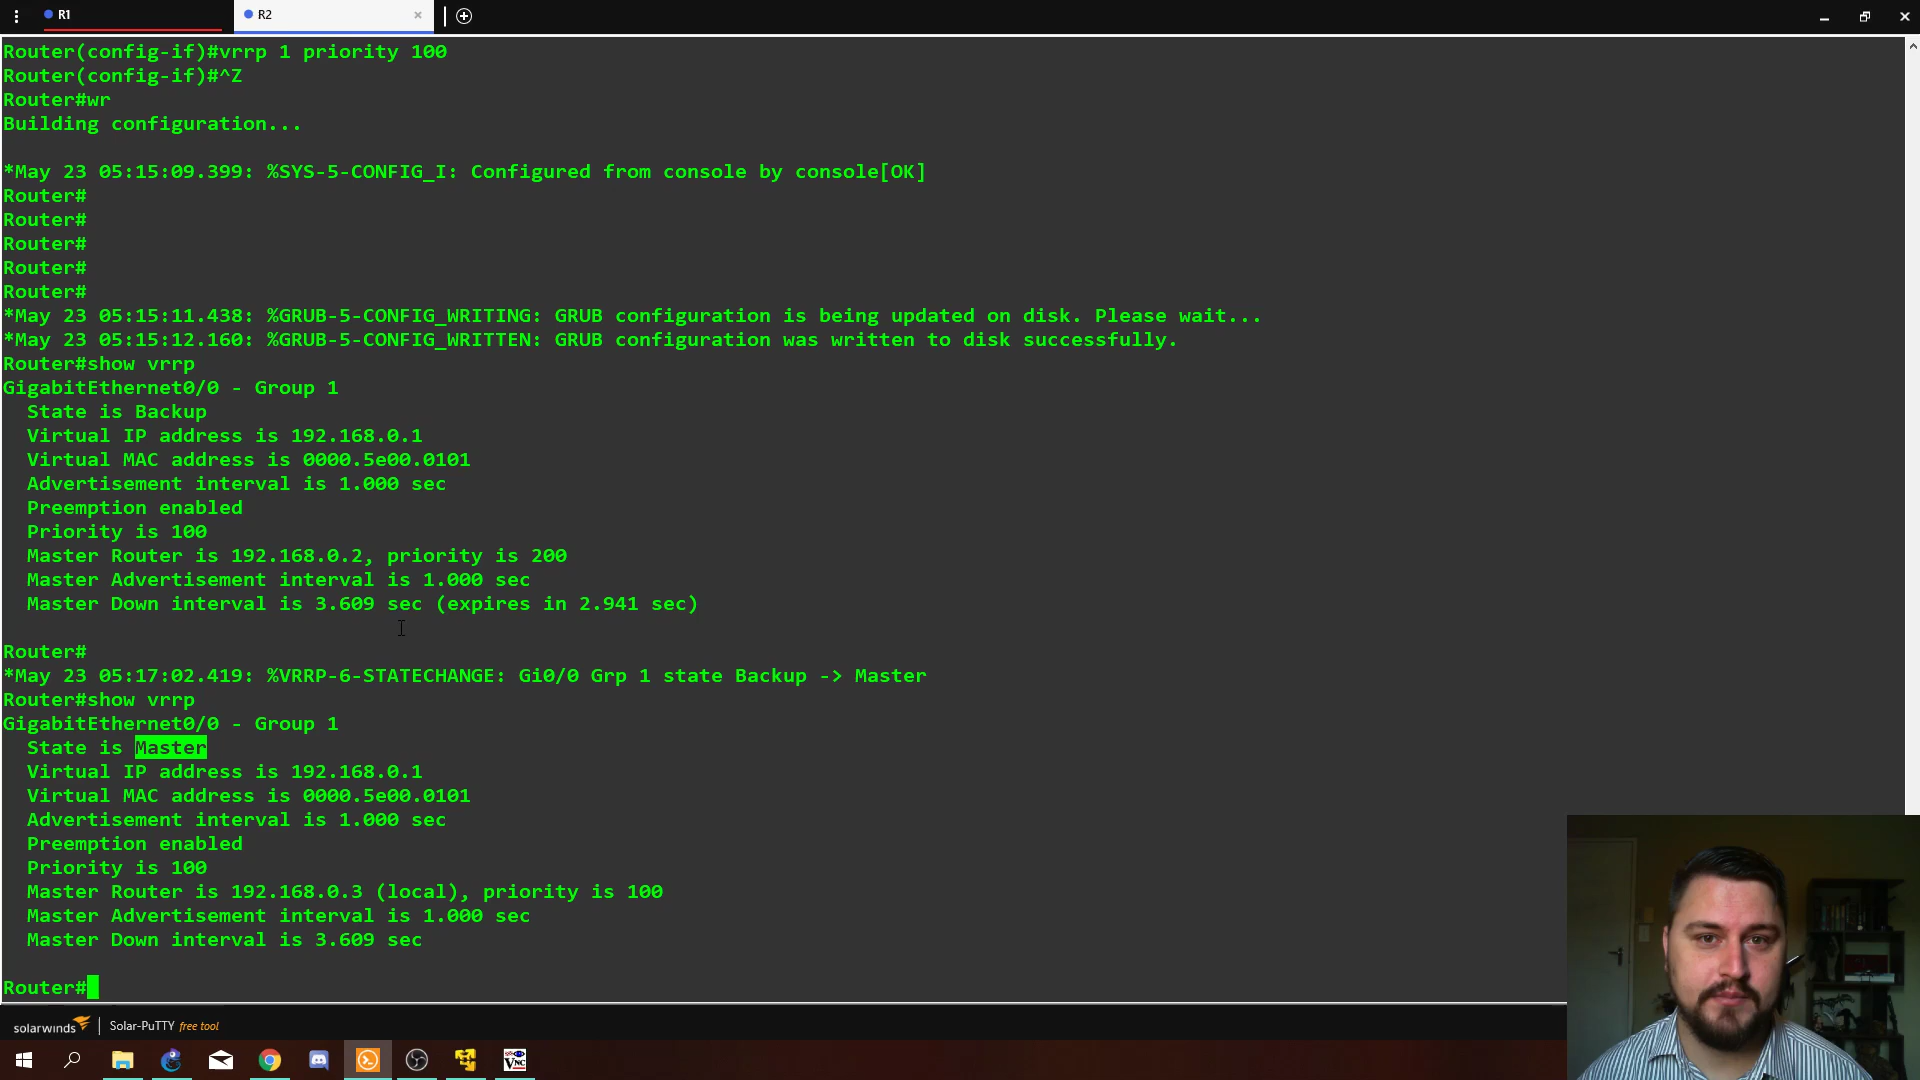 R1
R2
Router(config-if)#vrrp 1 priority 100
Router(config-if)#^Z
Router#wr
Building configuration...
*May 23 05:15:09.399: %SYS-5-CONFIG_I: Configured from console by console[OK]
Router#
Router#
Router#
Router#
Router#
*May 23 05:15:11.438: %GRUB-5-CONFIG_WRITING: GRUB configuration is being updated on disk. Please wait...
*May 23 05:15:12.160: %GRUB-5-CONFIG_WRITTEN: GRUB configuration was written to disk successfully.
Router#show vrrp
GigabitEthernet0/0 - Group 1
State is Backup
Virtual IP address is 192.168.0.1
Virtual MAC address is 0000.5e00.0101
Advertisement interval is 1.000 sec
Preemption enabled
Priority is 100
Master Router is 192.168.0.2, priority is 200
Master Advertisement interval is 1.000 sec
Master Down interval is 3.609 sec (expires in 2.941 sec)
Router#
*May 23 05:17:02.419: %VRRP-6-STATECHANGE: Gi0/0 Grp 1 state Backup -> Master
Router#show vrrp
GigabitEthernet0/0 - Group 1
State is Master
Virtual IP address is 192.168.0.1
Virtual MAC address is 0000.5e00.0101
Advertisement interval is 1.000 sec
Preemption enabled
Priority is 100
Master Router is 192.168.0.3 (local), priority is 100
Master Advertisement interval is 1.000 sec
Master Down interval is 3.609 sec
Router#
solarwinds | Solar-PuTTY free tool
VNC